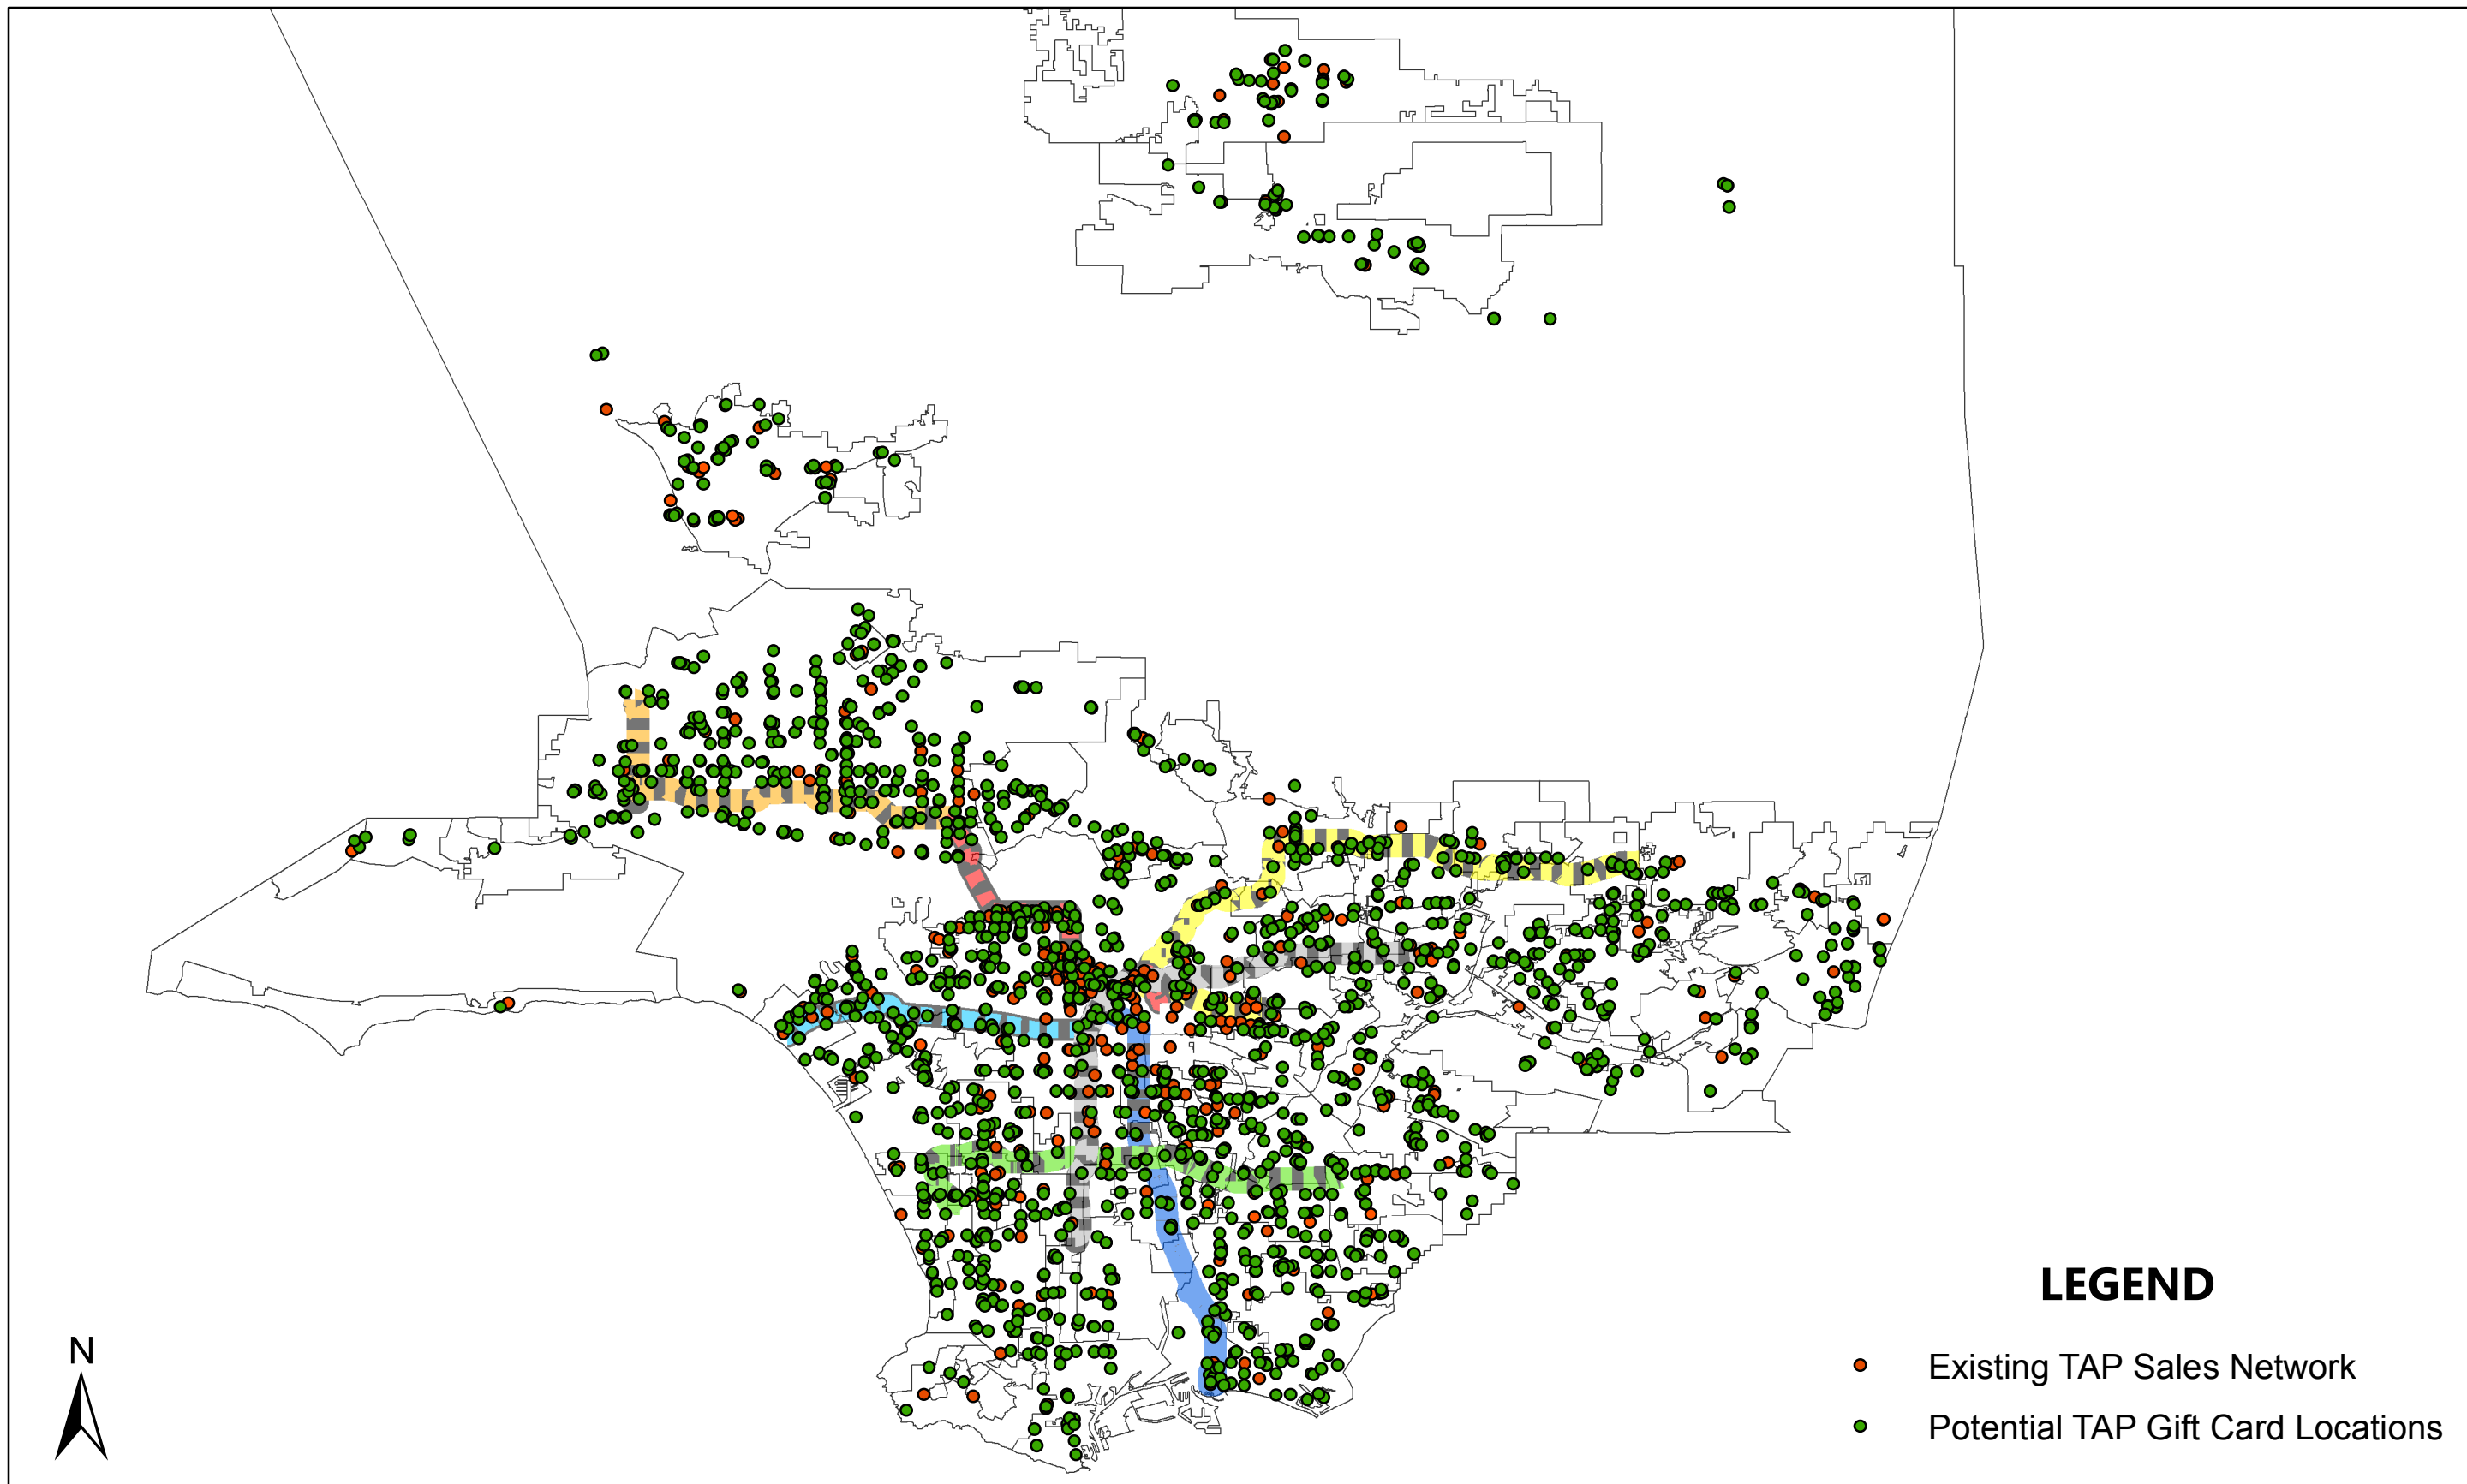 LEGEND
N
Existing TAP Sales Network
Potential TAP Gift Card Locations